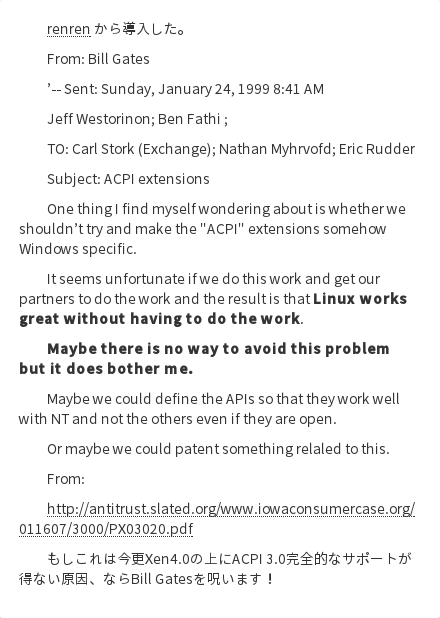 renren から導入した。
From: Bill Gates
’-- Sent: Sunday, January 24, 1999 8:41 AM
Jeff Westorinon; Ben Fathi ;
TO: Carl Stork (Exchange); Nathan Myhrvofd; Eric Rudder
Subject: ACPI extensions
One thing I find myself wondering about is whether we
shouldn’t try and make the "ACPI" extensions somehow
Windows specific.
It seems unfortunate if we do this work and get our
partners to do the work and the result is that Linux works
great without having to do the work.
Maybe there is no way to avoid this problem
but it does bother me.
Maybe we could define the APIs so that they work well
with NT and not the others even if they are open.
Or maybe we could patent something relaled to this.
From:
http://antitrust.slated.org/www.iowaconsumercase.org/
011607/3000/PX03020.pdf
もしこれは今更Xen4.0の上にACPI 3.0完全的なサポートが
得ない原因、ならBill Gatesを呪います！